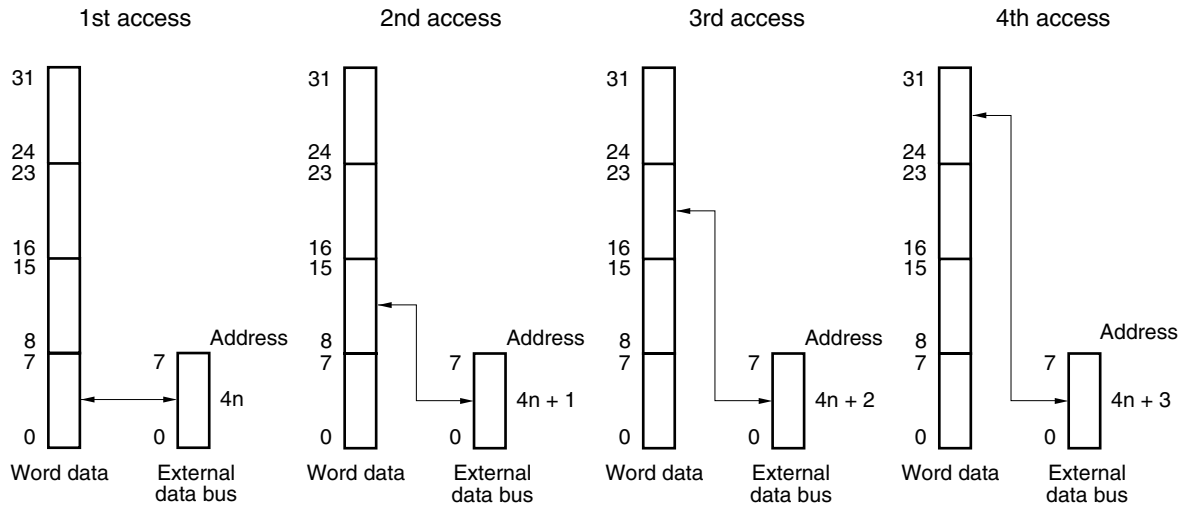 1st access
31
24
23
16
15
8
7
0
Word data
Address
7
4n
0
External
data bus
2nd access
31
24
23
16
15
8
7
0
Word data
Address
7
4n + 1
0
External
data bus
3rd access
31
24
23
16
15
8
7
0
Word data
Address
7
4n + 2
0
External
data bus
4th access
31
24
23
16
15
8
7
0
Word data
Address
7
4n + 3
0
External
data bus